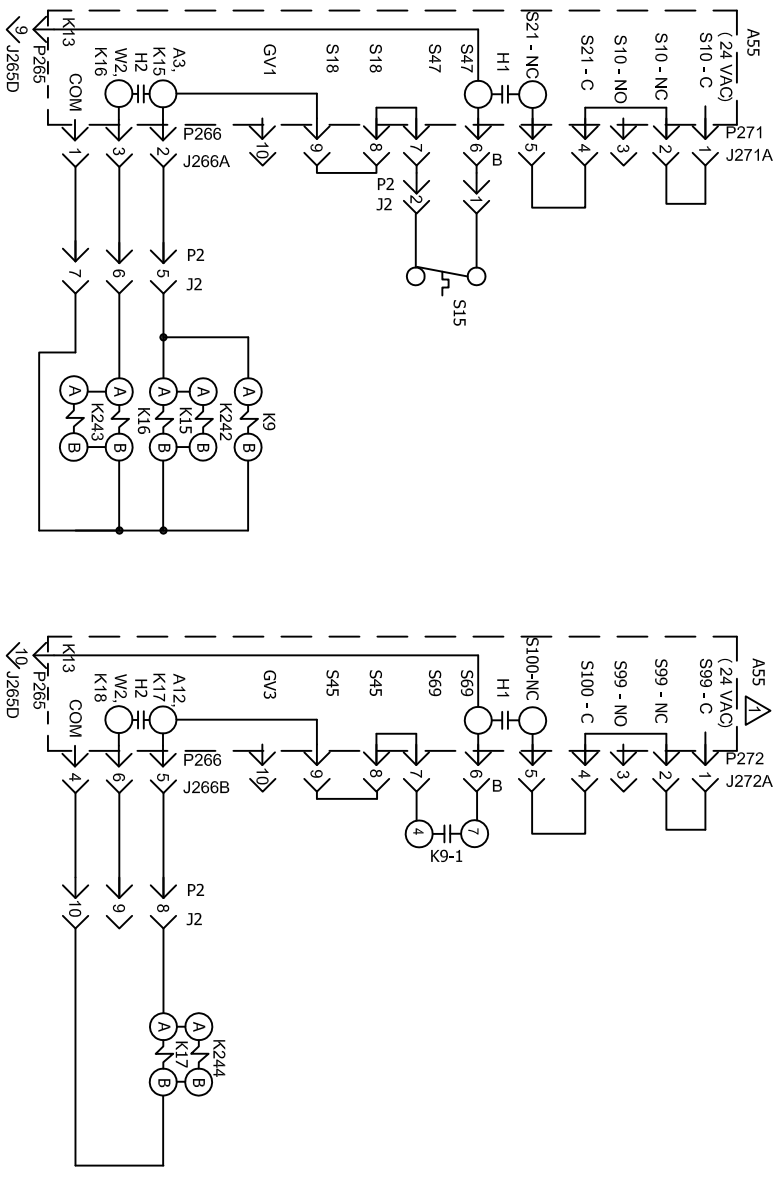 A55
(24 VAC)
S10 - C
S10 - NC
S10 - NO
S21 - C
S21 - NC
H1
S47
S47
S18
S18
GV1
A3,
K15
H2
W2,
K16
COM
K13
P265
9
J265D
P271
J271A
1
2
3
4
5
6
B
7
8
9
10
P266
J266A
2
3
1
P2
J2
1
2
S15
P2
J2
5
6
7
K9
A
B
K242
A
B
K15
A
B
K16
A
B
K243
A
B
1
A55
(24 VAC)
S99 - C
S99 - NC
S99 - NO
S100 - C
S100-NC
H1
S69
S69
S45
S45
GV3
A12,
K17
H2
W2,
K18
COM
K13
P265
10
J265D
P272
J272A
1
2
3
4
5
6
B
7
8
9
10
P266
J266B
5
6
4
7
4
K9-1
P2
J2
8
9
10
K244
A
B
K17
A
B